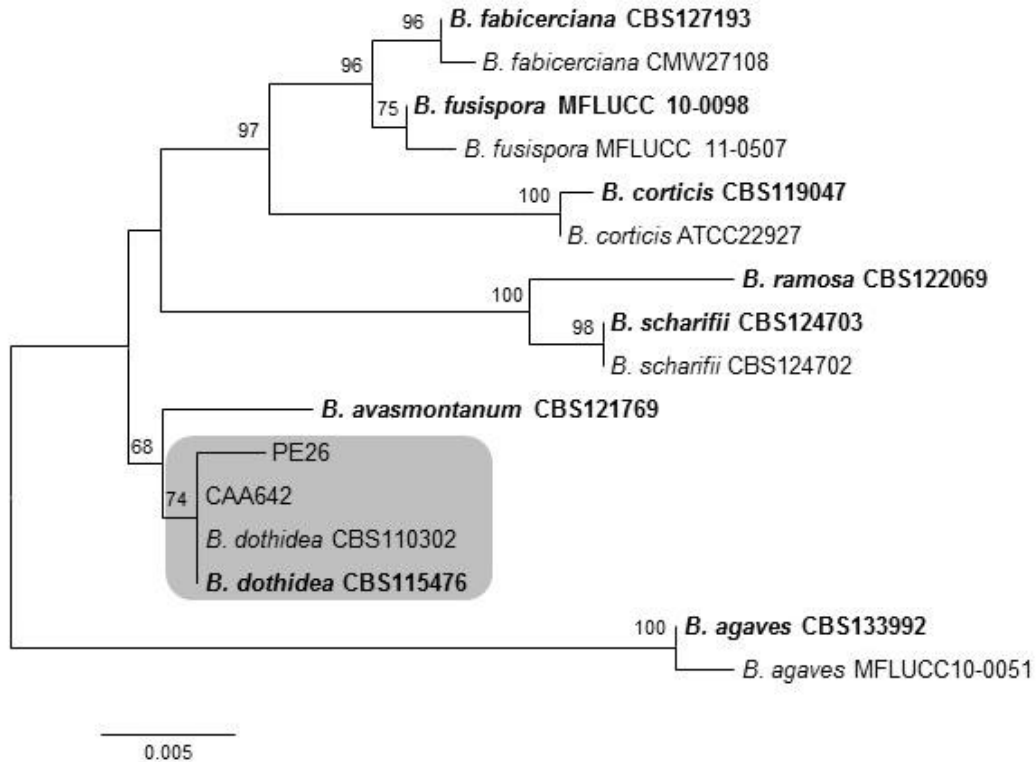 96
B. fabicerciana CBS127193
B. fabicerciana CMW27108
96
75
B. fusispora MFLUCC 10-0098
B. fusispora MFLUCC 11-0507
97
100
B. corticis CBS119047
B. corticis ATCC22927
100
B. ramosa CBS122069
98
B. scharifii CBS124703
B. scharifii CBS124702
B. avasmontanum CBS121769
68
PE26
74
CAA642
B. dothidea CBS110302
B. dothidea CBS115476
100
B. agaves CBS133992
B. agaves MFLUCC10-0051
0.005